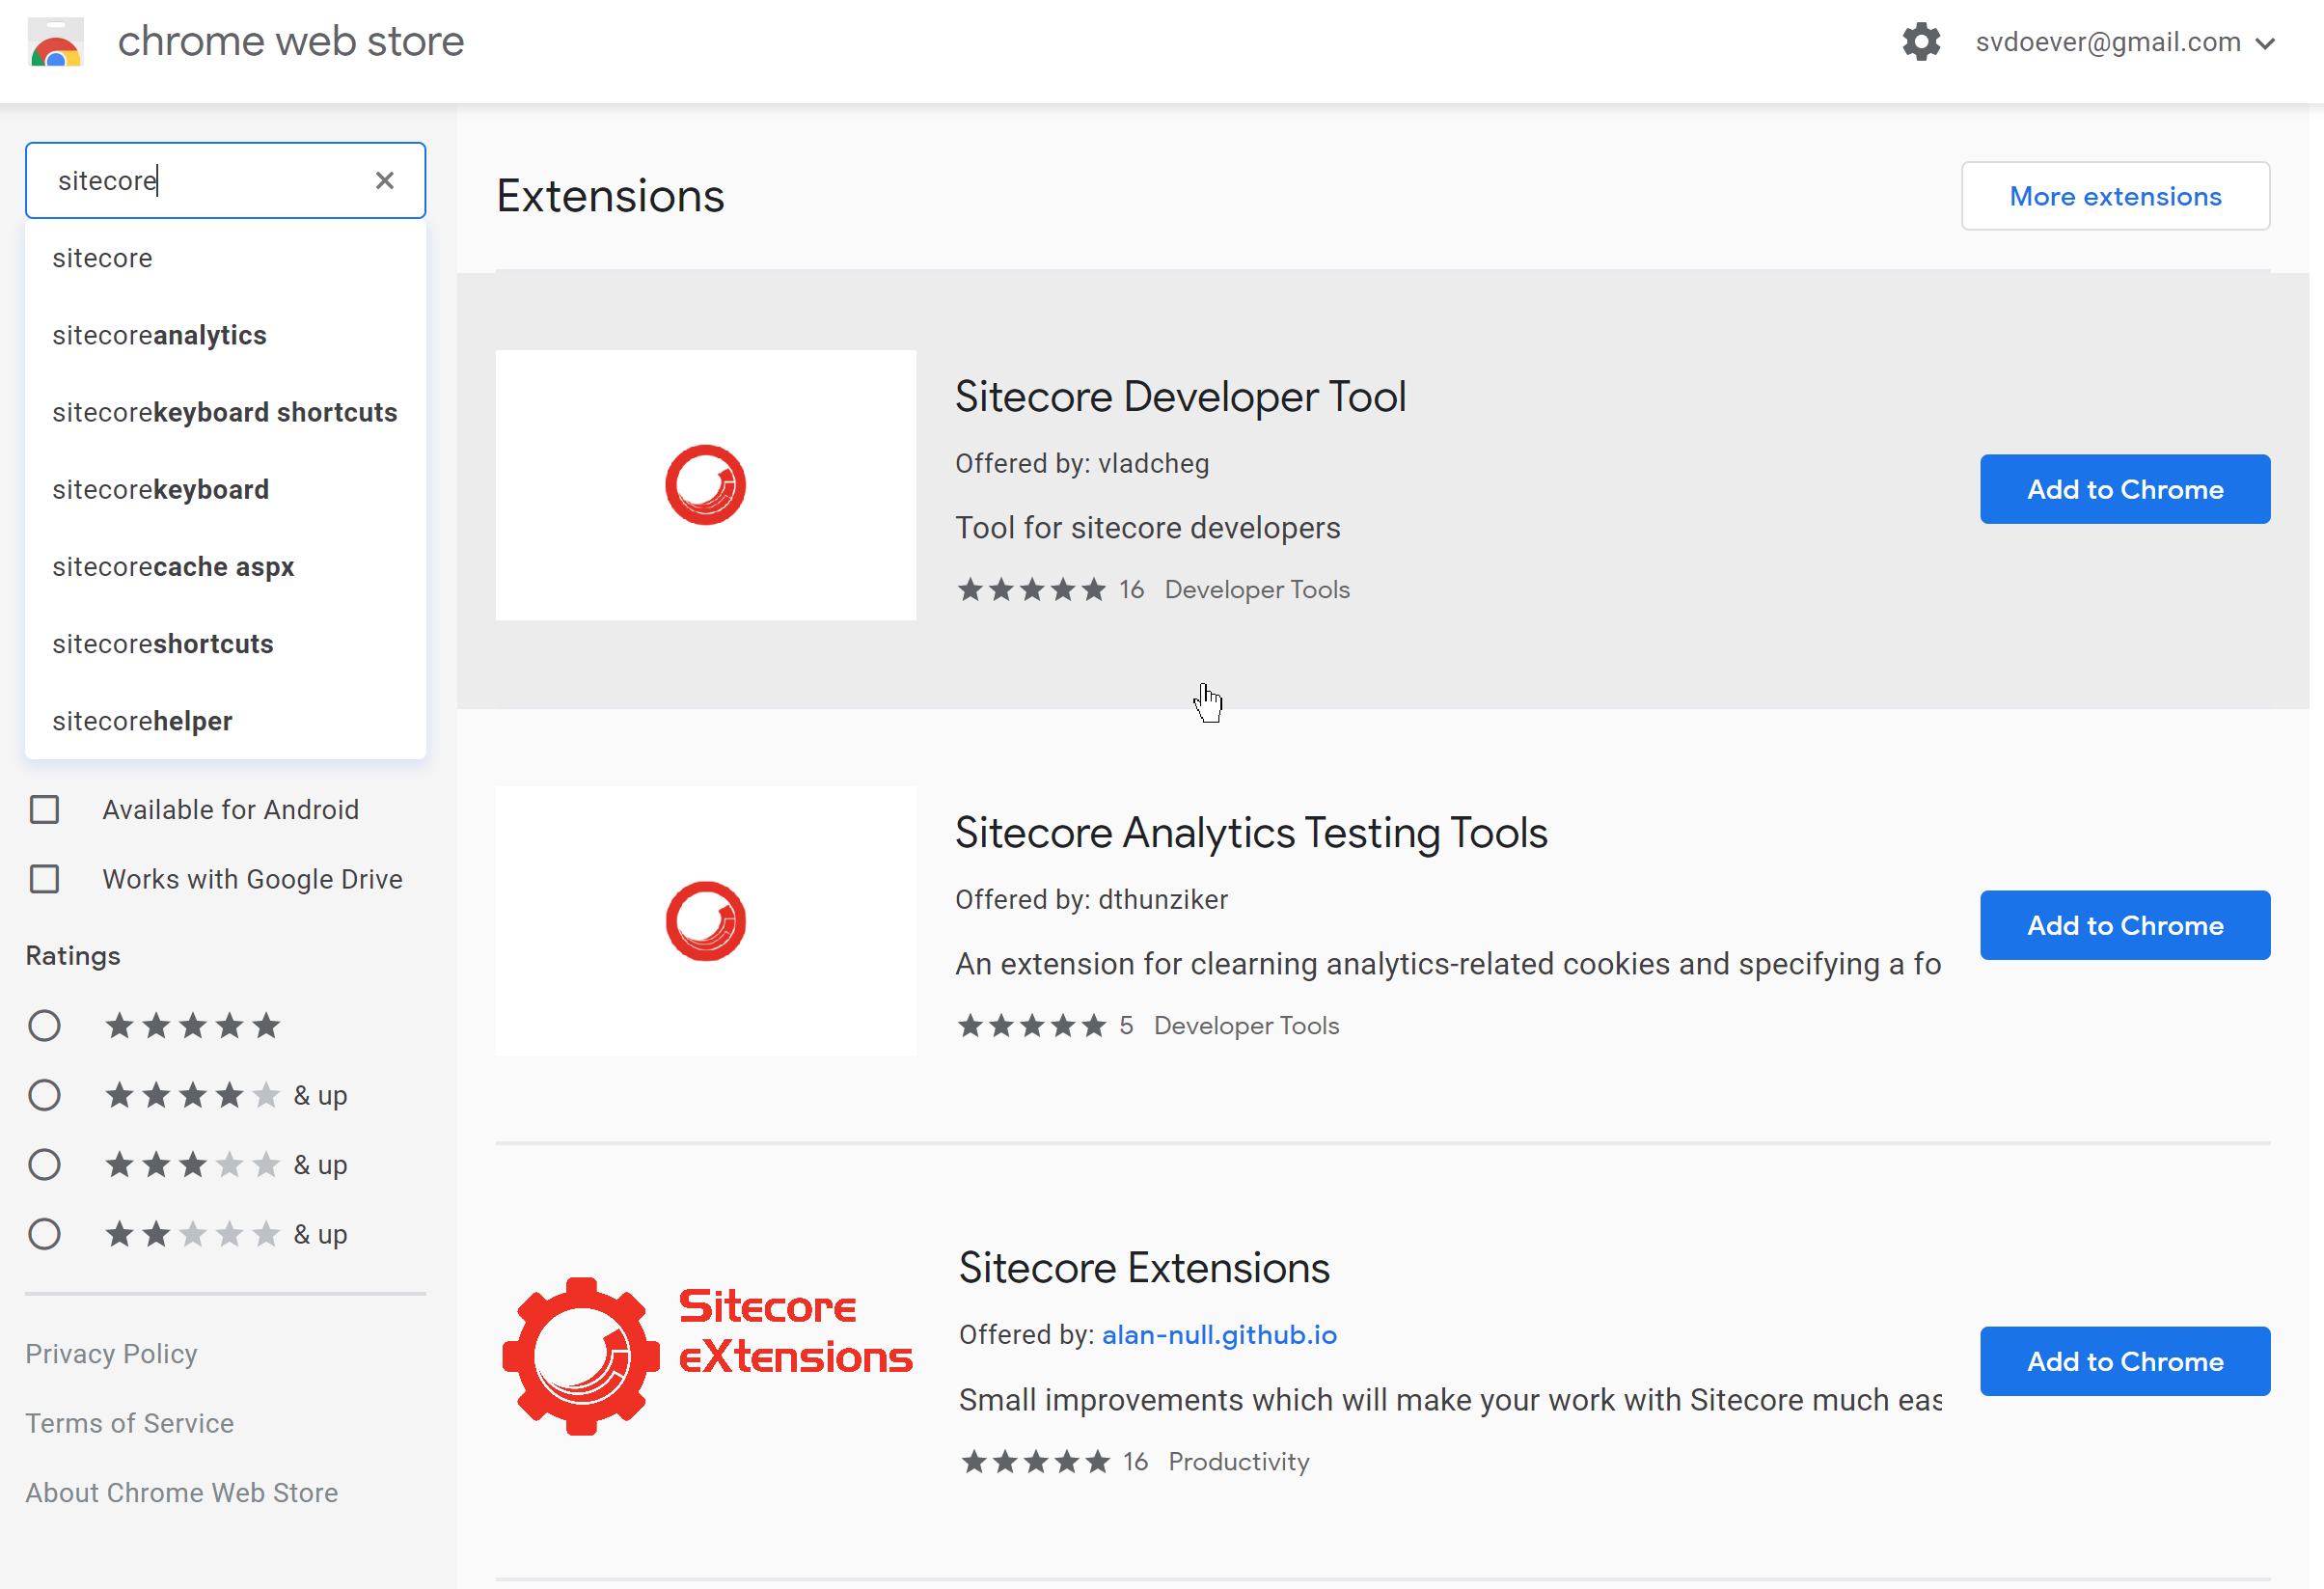 chrome web store
svdoever@gmail.com
sitecore
sitecore
sitecoreanalytics
sitecorekeyboard shortcuts
sitecorekeyboard
sitecorecache aspx
sitecoreshortcuts
sitecorehelper
Available for Android
Works with Google Drive
Ratings
& up
& up
& up
Privacy Policy
Terms of Service
About Chrome Web Store
Extensions
More extensions
Sitecore Developer Tool
Offered by: vladcheg
Tool for sitecore developers
16 Developer Tools
Add to Chrome
Sitecore Analytics Testing Tools
Offered by: dthunziker
An extension for clearning analytics-related cookies and specifying a fo
5 Developer Tools
Add to Chrome
Sitecore
eXtensions
Sitecore Extensions
Offered by: alan-null.github.io
Small improvements which will make your work with Sitecore much eas
16 Productivity
Add to Chrome